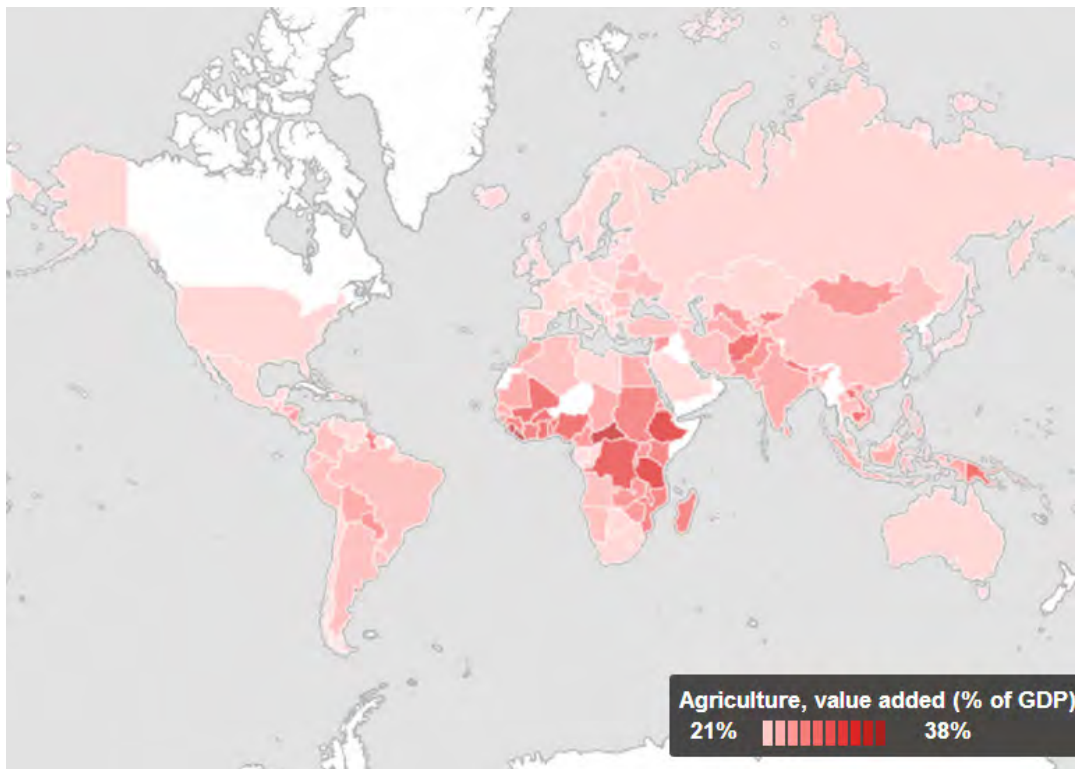 Agriculture, value added (% of GDP)
21% 38%